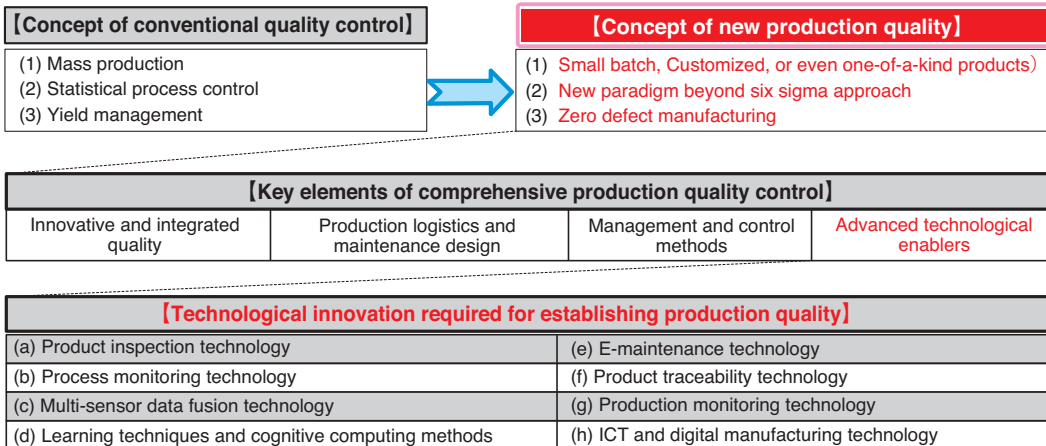 【Concept of conventional quality control】
(1) Mass production
(2) Statistical process control
(3) Yield management
【Concept of new production quality】
(1) Small batch, Customized, or even one-of-a-kind products）
(2) New paradigm beyond six sigma approach
(3) Zero defect manufacturing
【Key elements of comprehensive production quality control】
Innovative and integrated
quality
Production logistics and
maintenance design
Management and control
methods
Advanced technological
enablers
【Technological innovation required for establishing production quality】
(a) Product inspection technology
(b) Process monitoring technology
(c) Multi-sensor data fusion technology
(d) Learning techniques and cognitive computing methods
(e) E-maintenance technology
(f) Product traceability technology
(g) Production monitoring technology
(h) ICT and digital manufacturing technology